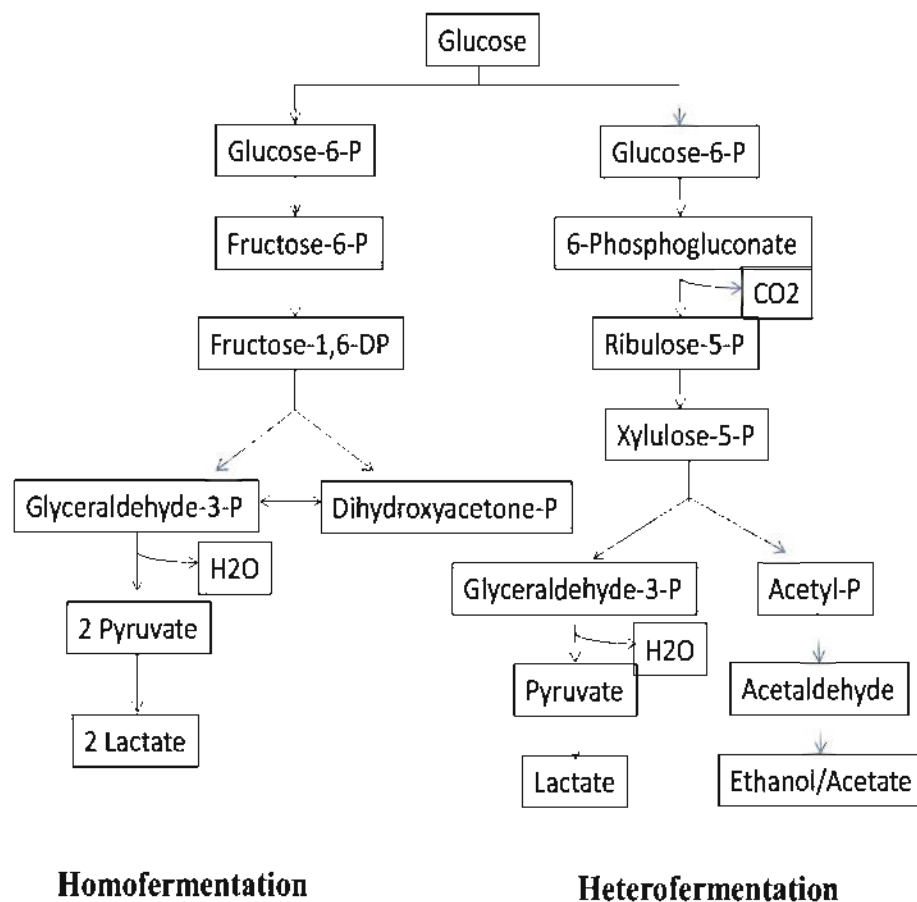 Glucose
Glucose-6-P
Glucose-6-P
Fructose-6-P
6-Phosphogluconate
CO2
Fructose-1,6-DP
Ribulose-5-P
Xylulose-5-P
Glyceraldehyde-3-P
Dihydroxyacetone-P
H2O
Glyceraldehyde-3-P
Acetyl-P
2 Pyruvate
H2O
Pyruvate
Acetaldehyde
2 Lactate
Lactate
Ethanol/Acetate
Homofermentation
Heterofermentation